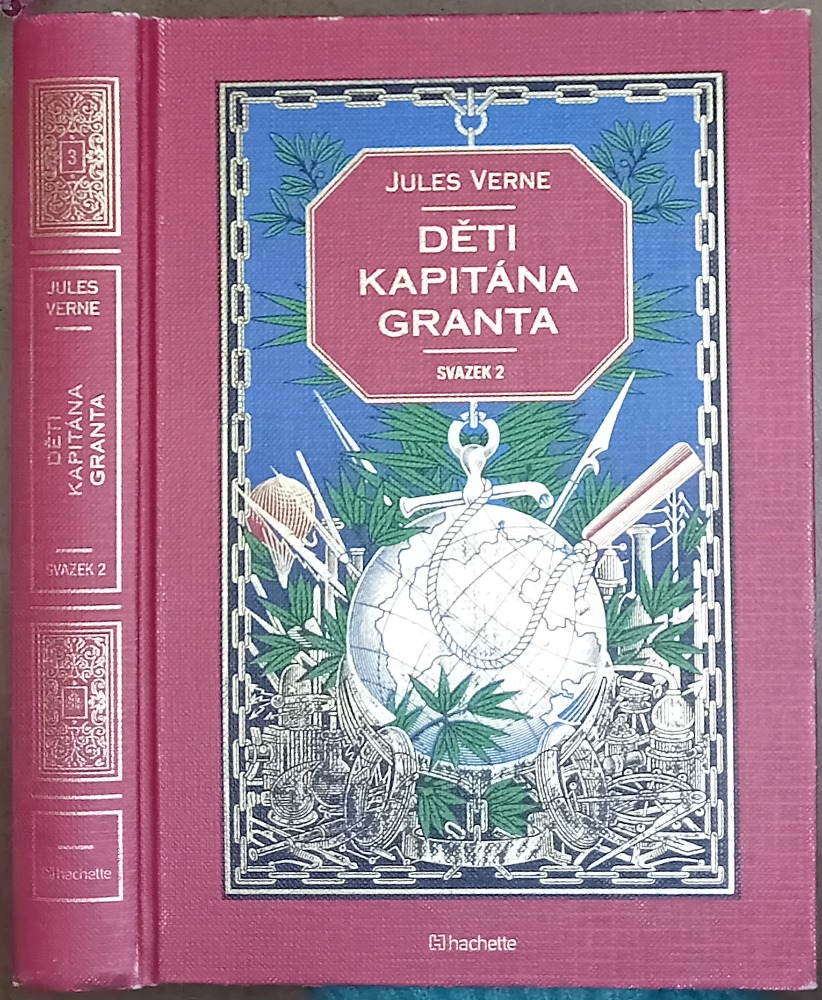 3
JULES
VERNE
DĚTI
KAPITÁNA
GRANTA
SVAZEK 2
hachette
JULES VERNE
DĚTI
KAPITÁNA
GRANTA
SVAZEK 2
hachette